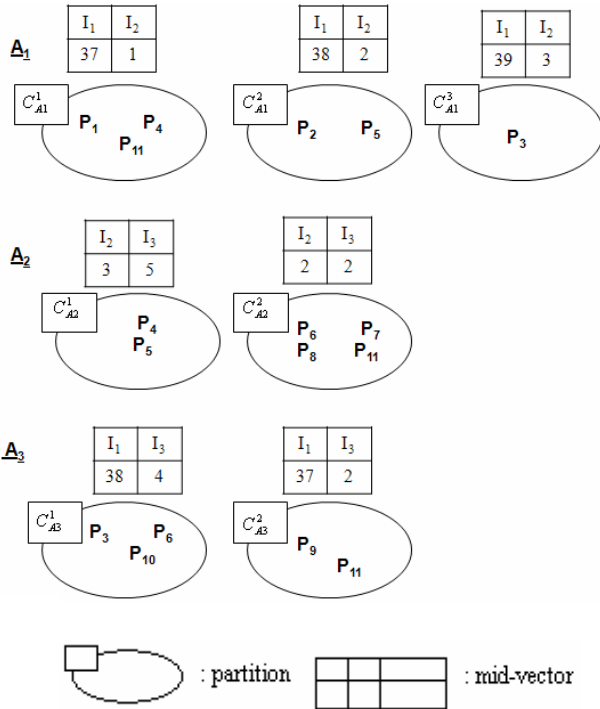 I₁ I₂ I₁ I₂ I₁ I₂
A₁ 37 1 38 2 39 3
C¹A1 C²A1 C³A1
P₁ P₄ P₂ P₅ P₃
P₁₁
I₂ I₃ I₂ I₃
A₂ 3 5 2 2
C¹A2 C²A2
P₄ P₆ P₇
P₅ P₈ P₁₁
A₃ I₁ I₃ I₁ I₃
38 4 37 2
C¹A3 C²A3
P₃ P₆ P₉
P₁₀ P₁₁
: partition : mid-vector